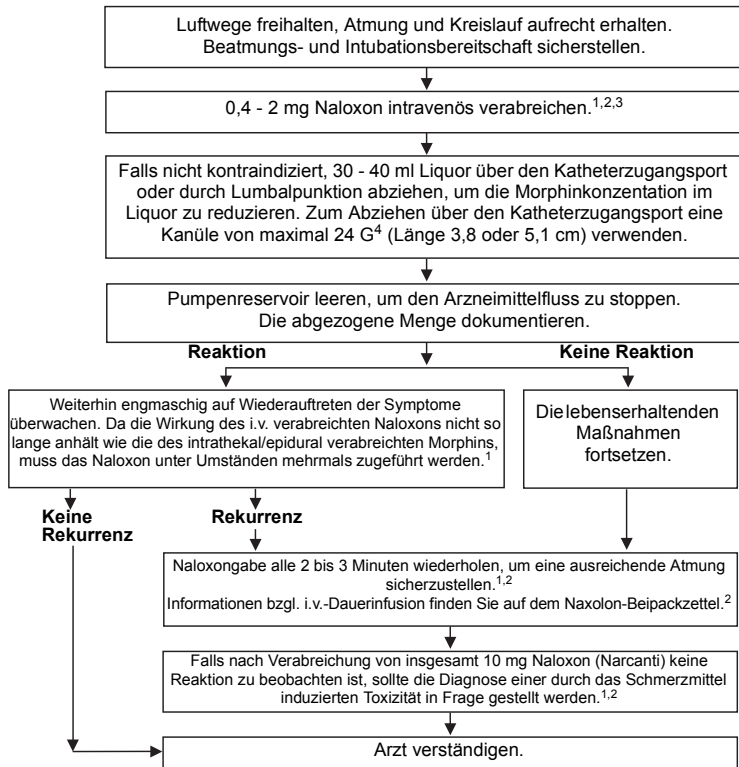 Luftwege freihalten, Atmung und Kreislauf aufrecht erhalten.
Beatmungs- und Intubationsbereitschaft sicherstellen.
0,4 - 2 mg Naloxon intravenös verabreichen.1,2,3
Falls nicht kontraindiziert, 30 - 40 ml Liquor über den Katheterzugangsport
oder durch Lumbalpunktion abziehen, um die Morphinkonzentation im
Liquor zu reduzieren. Zum Abziehen über den Katheterzugangsport eine
Kanüle von maximal 24 G4 (Länge 3,8 oder 5,1 cm) verwenden.
Pumpenreservoir leeren, um den Arzneimittelfluss zu stoppen.
Die abgezogene Menge dokumentieren.
Reaktion
Keine Reaktion
Weiterhin engmaschig auf Wiederauftreten der Symptome
überwachen. Da die Wirkung des i.v. verabreichten Naloxons nicht so
lange anhält wie die des intrathekal/epidural verabreichten Morphins,
muss das Naloxon unter Umständen mehrmals zugeführt werden.1
Die lebenserhaltenden
Maßnahmen
fortsetzen.
Keine
Rekurrenz
Rekurrenz
Naloxongabe alle 2 bis 3 Minuten wiederholen, um eine ausreichende Atmung
sicherzustellen.1,2
Informationen bzgl. i.v.-Dauerinfusion finden Sie auf dem Naxolon-Beipackzettel.2
Falls nach Verabreichung von insgesamt 10 mg Naloxon (Narcanti) keine
Reaktion zu beobachten ist, sollte die Diagnose einer durch das Schmerzmittel
induzierten Toxizität in Frage gestellt werden.1,2
Arzt verständigen.